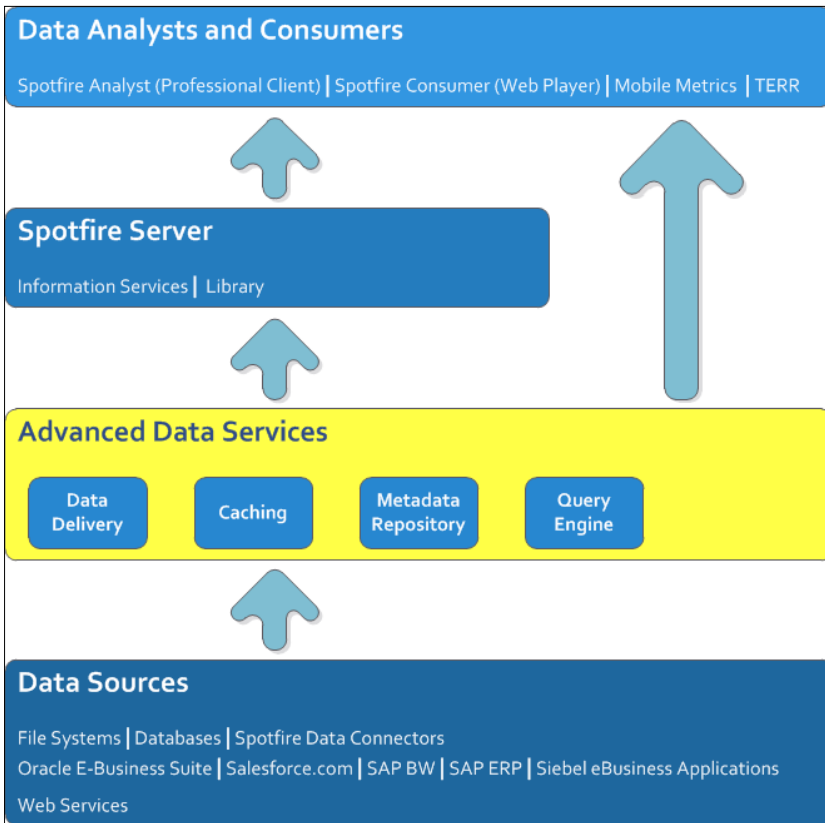 Data Analysts and Consumers
Spotfire Analyst (Professional Client) | Spotfire Consumer (Web Player) | Mobile Metrics | TERR
Spotfire Server
Information Services | Library
Advanced Data Services
Data
Delivery
Caching
Metadata
Repository
Query
Engine
Data Sources
File Systems | Databases | Spotfire Data Connectors
Oracle E-Business Suite | Salesforce.com | SAP BW | SAP ERP | Siebel eBusiness Applications
Web Services